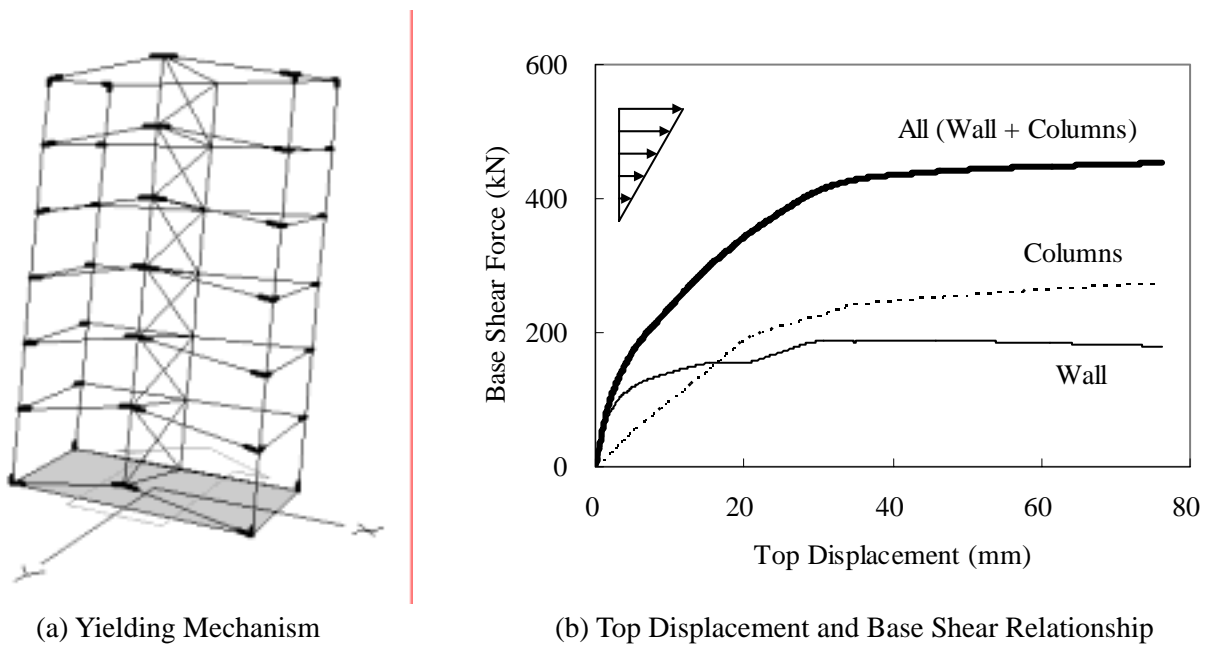 X
Y
(a) Yielding Mechanism
600
400
200
0
Base Shear Force (kN)
All (Wall + Columns)
Columns
Wall
0 20 40 60 80
Top Displacement (mm)
(b) Top Displacement and Base Shear Relationship